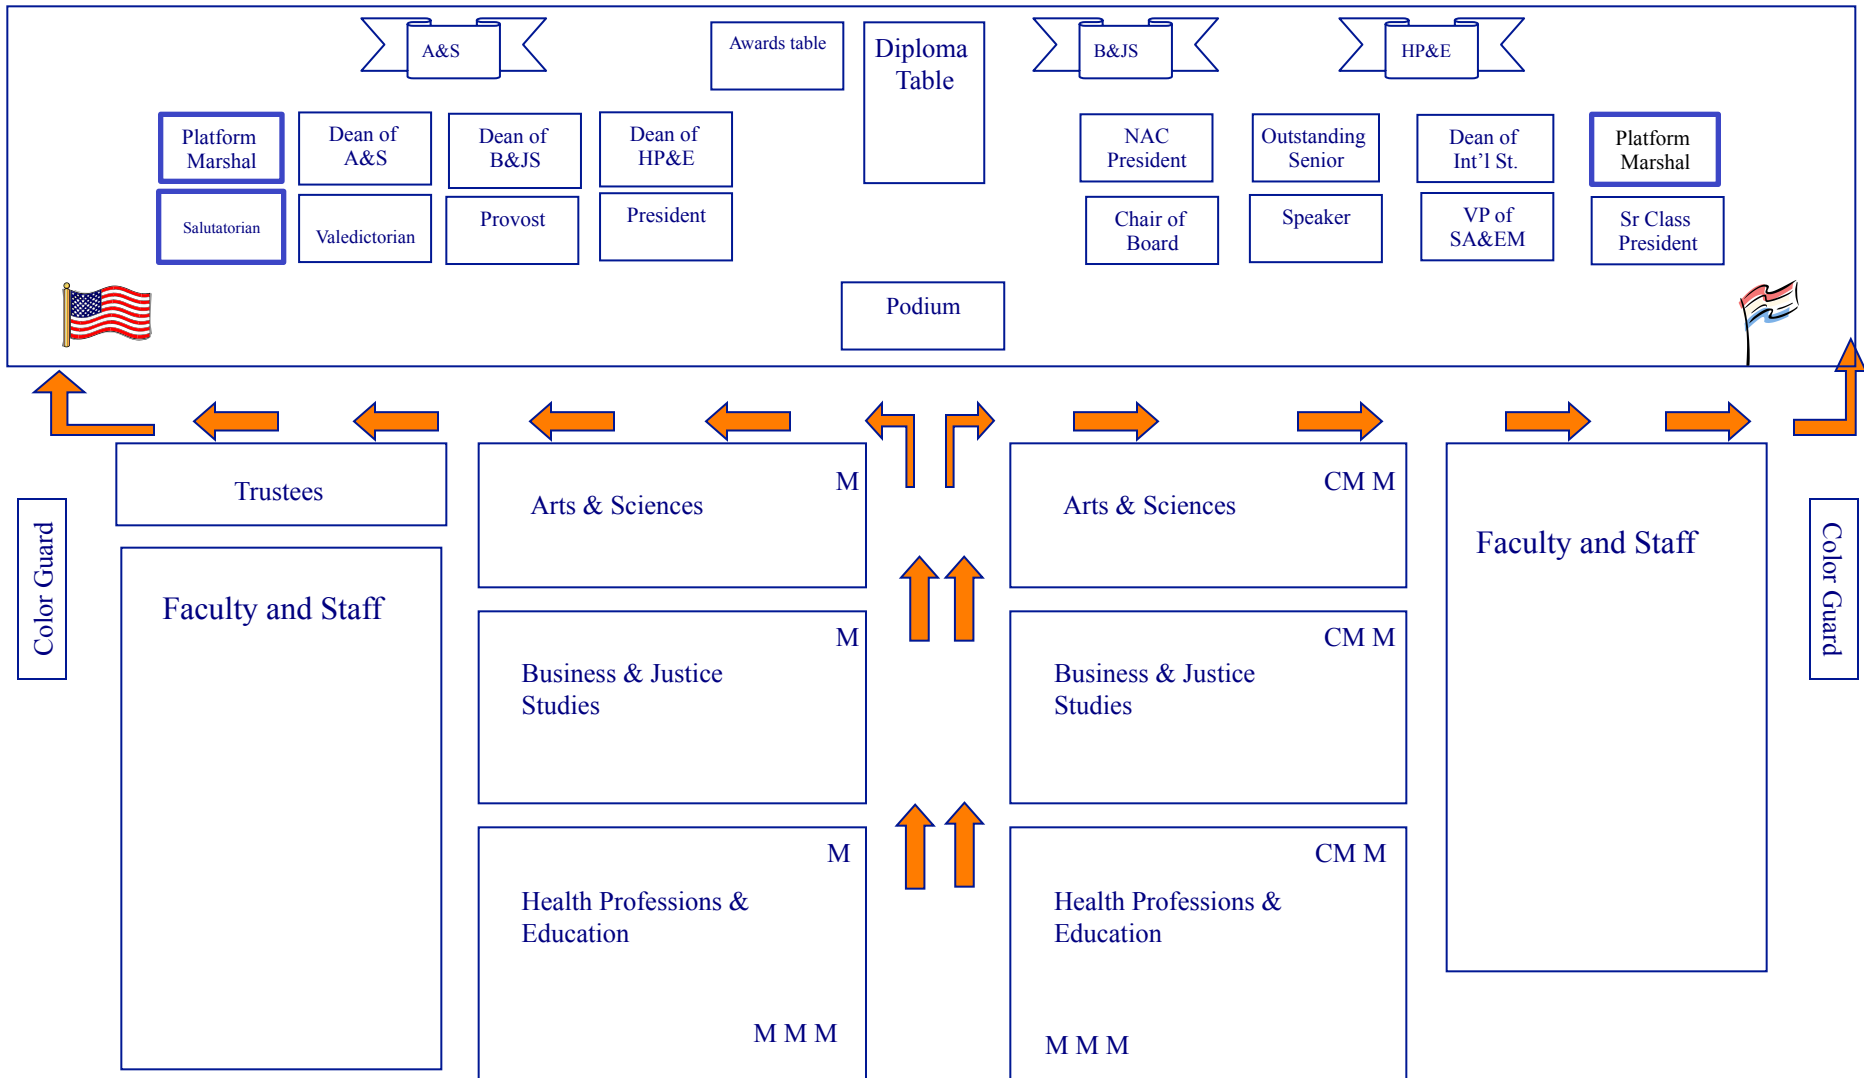 A&S
Awards table
Diploma
Table
B&JS
HP&E
Platform
Marshal
Dean of
A&S
Dean of
B&JS
Dean of
HP&E
NAC
President
Outstanding
Senior
Dean of
Int’l St.
Platform
Marshal
Salutatorian
Valedictorian
Provost
President
Chair of
Board
Speaker
VP of
SA&EM
Sr Class
President
Podium
Trustees
Arts & Sciences
M
Arts & Sciences
CM M
Faculty and Staff
Color Guard
Color Guard
Faculty and Staff
Business & Justice
Studies
M
Business & Justice
Studies
CM M
Health Professions &
Education
M
M M M
Health Professions &
Education
CM M
M M M